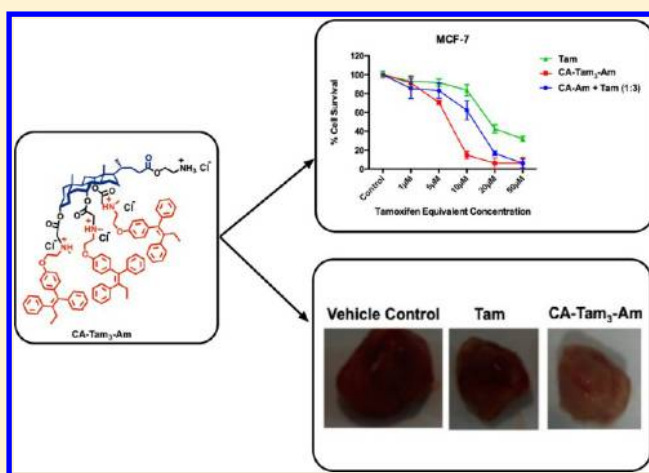 MCF-7
Tam
CA-Tam₃-Am
CA-Am + Tam (1:3)
% Cell Survival
120
100
80
60
40
20
0
Control
1μM
5μM
10μM
20μM
50μM
Tamoxifen Equivalent Concentration
O
O
NH₃ Cl⁻
+
O
O
O
O
O
O
Cl⁻
HN
+
Cl⁻
HN
+
Cl⁻
HN
+
O
O
O
CA-Tam₃-Am
Vehicle Control Tam CA-Tam₃-Am